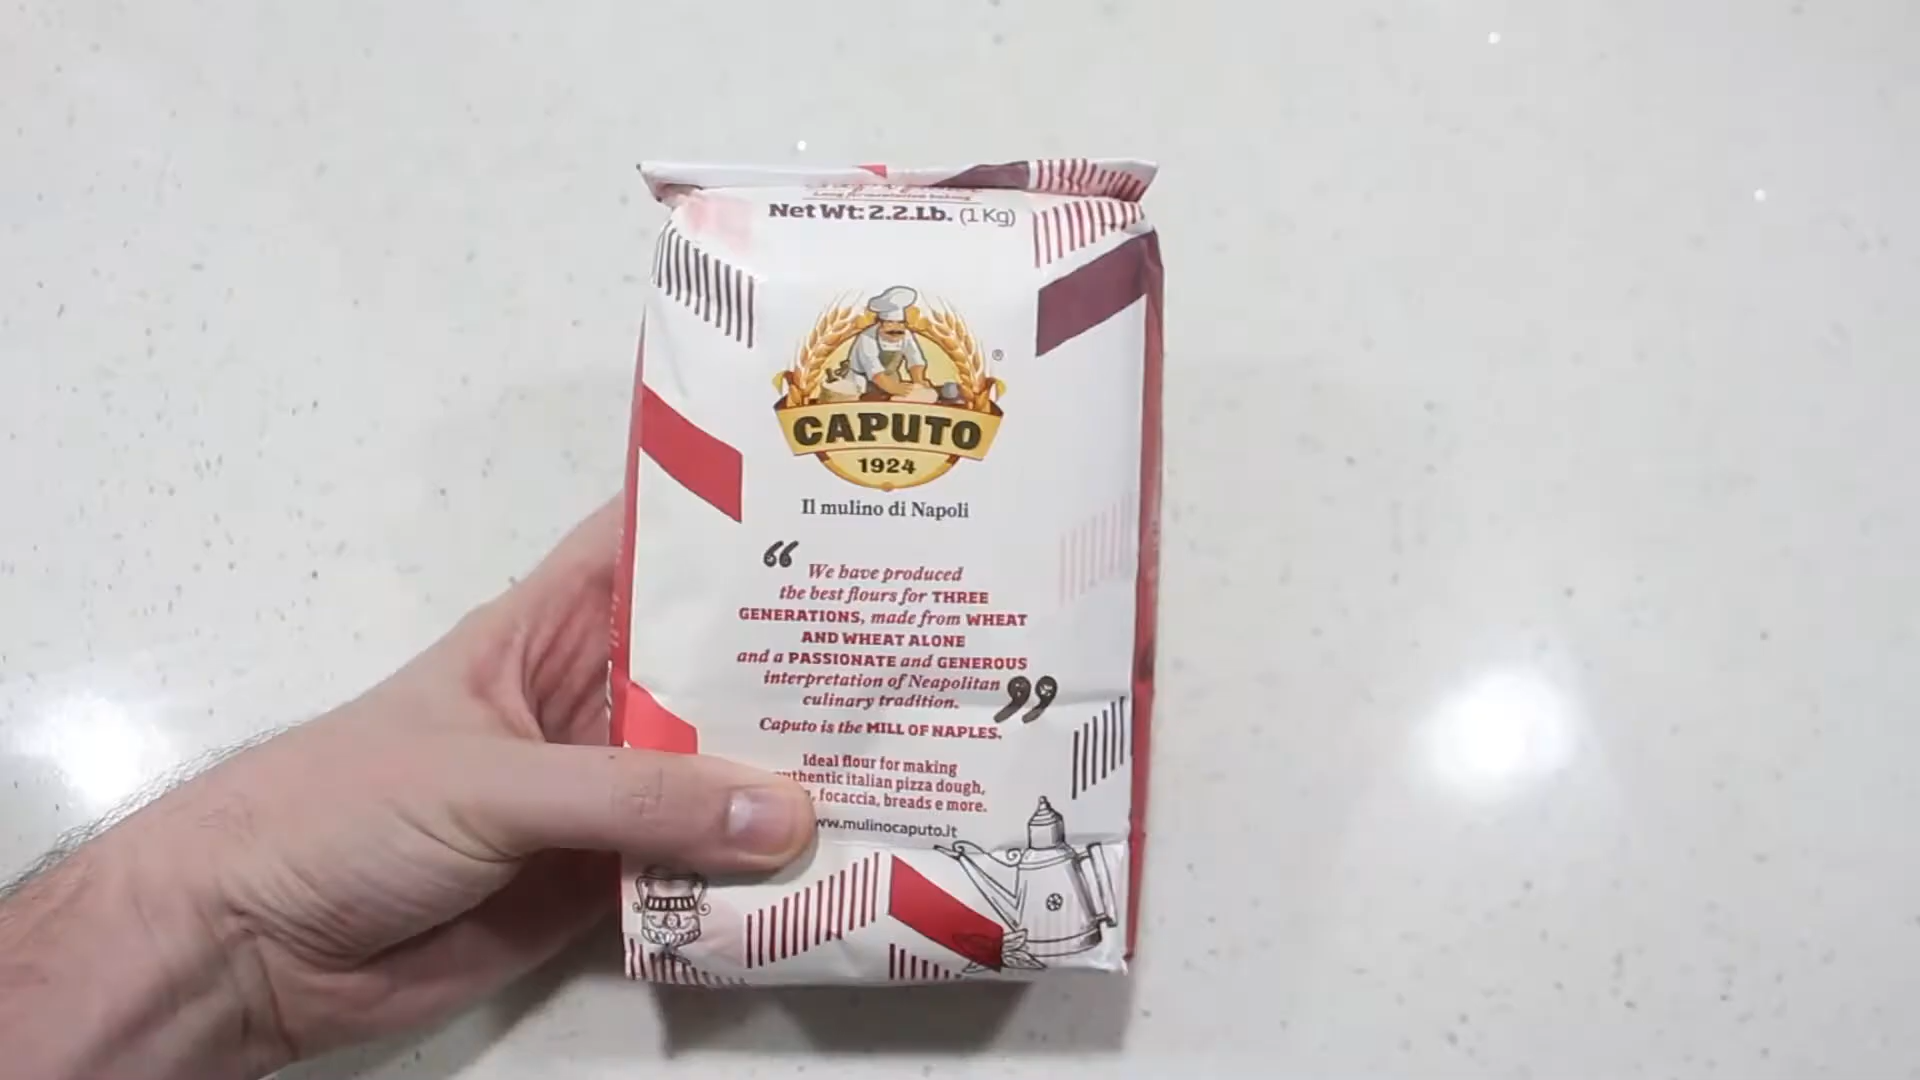 Net Wt: 2.2.Lb. (1 Kg)
®
CAPUTO
1924
Il mulino di Napoli
“ We have produced
the best flours for THREE
GENERATIONS, made from WHEAT
AND WHEAT ALONE
and a PASSIONATE and GENEROUS
interpretation of Neapolitan
culinary tradition. ”
Caputo is the MILL OF NAPLES.
Ideal flour for making
italian pizza dough,
focaccia, breads e more.
ww.mulinocaputo.it